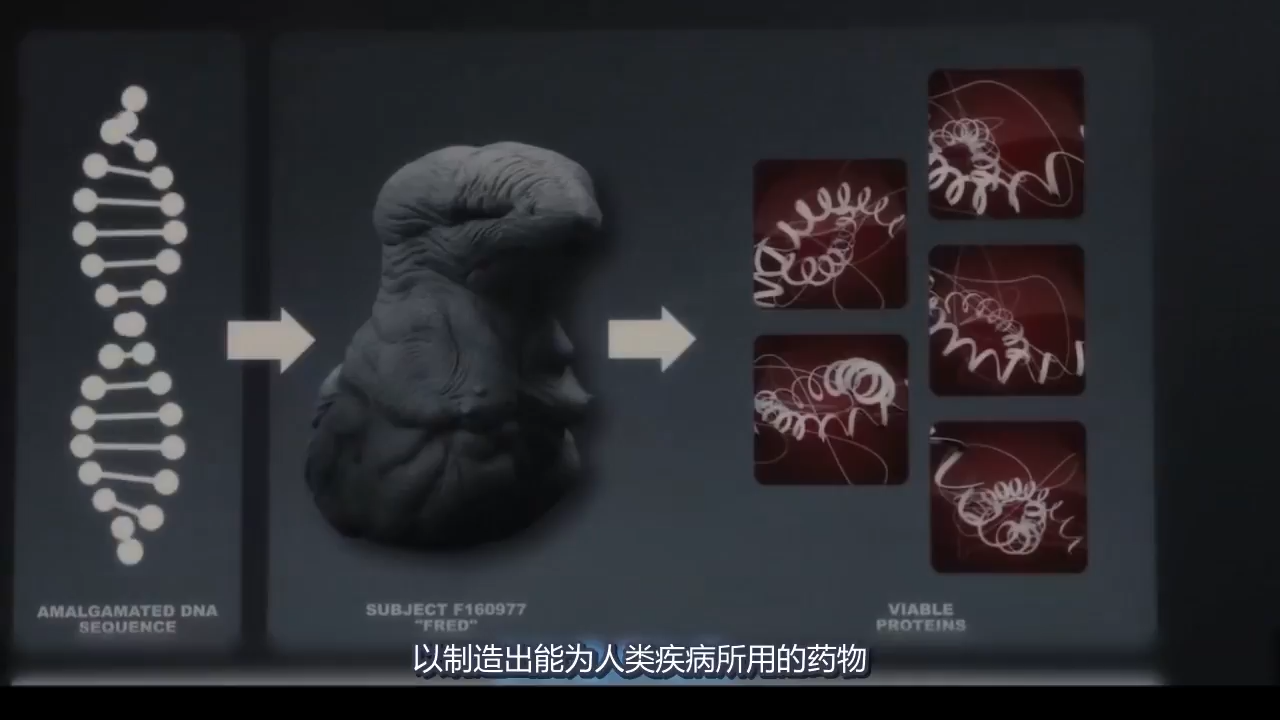 AMALGAMATED DNA
SEQUENCE
SUBJECT F160977
"FRED"
VIABLE
PROTEINS
以制造出能为人类疾病所用的药物